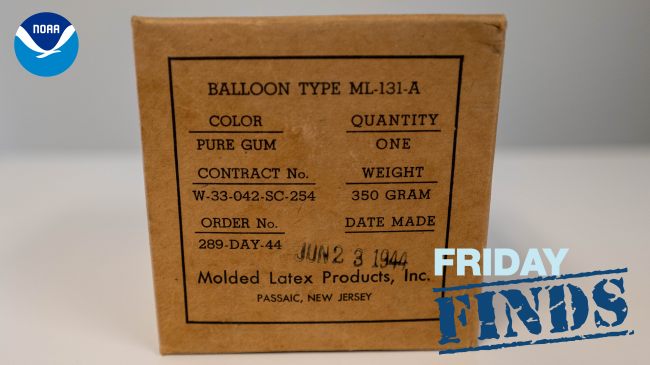 NOAA
BALLOON TYPE ML-131-A
COLOR QUANTITY
PURE GUM ONE
CONTRACT No. WEIGHT
W-33-042-SC-254 350 GRAM
ORDER No. DATE MADE
289-DAY-44
JUN 2 3 1944
Molded Latex Products, Inc.
PASSAIC, NEW JERSEY
FRIDAY
FINDS